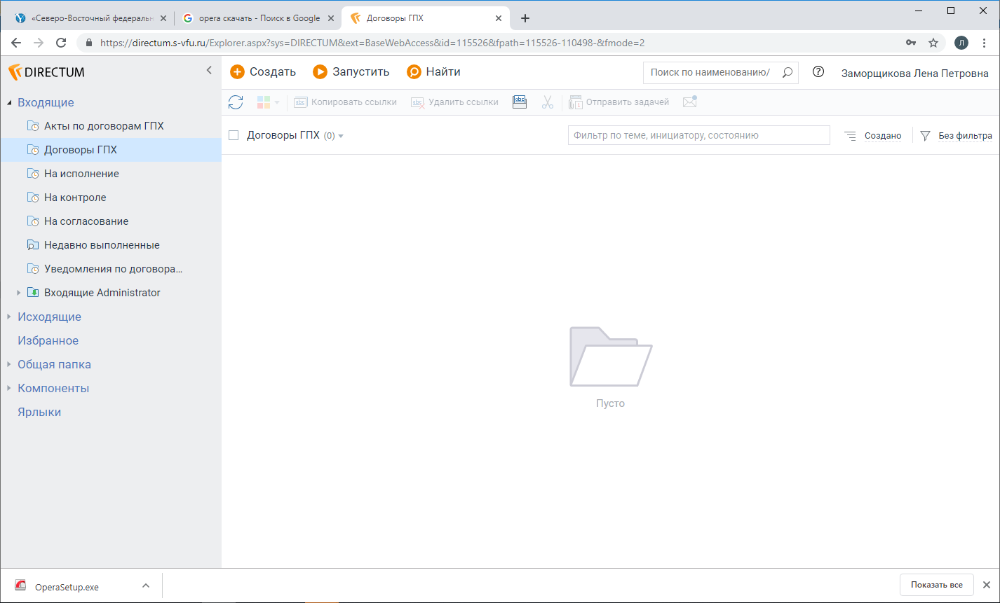 «Северо-Восточный федеральн
opera скачать - Поиск в Google
Договоры ГПХ
https://directum.s-vfu.ru/Explorer.aspx?sys=DIRECTUM&ext=BaseWebAccess&id=115526&fpath=115526-110498-&fmode=2
Л
DIRECTUM
Создать
Запустить
Найти
Поиск по наименованию/
Заморщикова Лена Петровна
Копировать ссылки
Удалить ссылки
Отправить задачей
Договоры ГПХ (0)
Фильтр по теме, инициатору, состоянию
Создано
Без фильтра
Входящие
Акты по договорам ГПХ
Договоры ГПХ
На исполнение
На контроле
На согласование
Недавно выполненные
Уведомления по договора...
Входящие Administrator
Исходящие
Избранное
Общая папка
Компоненты
Ярлыки
Пусто
OperaSetup.exe
Показать все